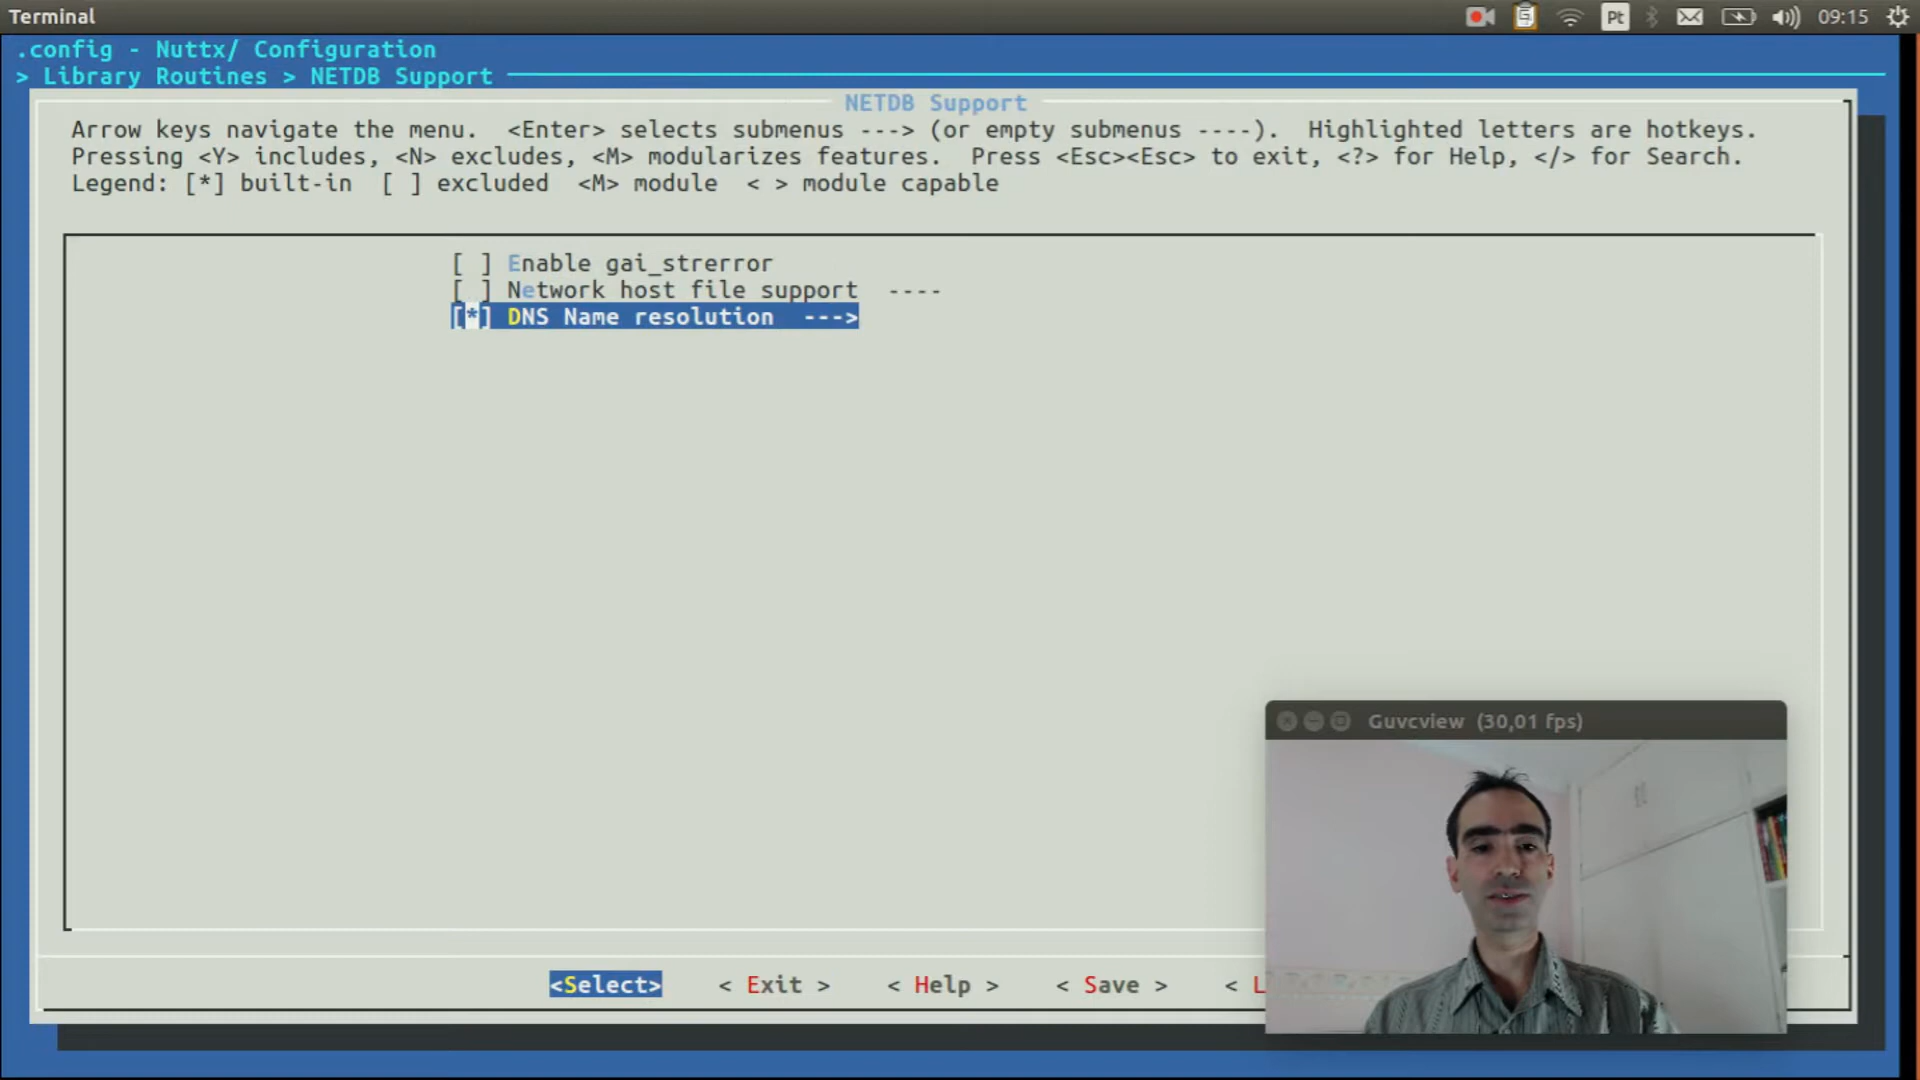 Terminal
Pt
09:15
.config - Nuttx/ Configuration
> Library Routines > NETDB Support
NETDB Support
Arrow keys navigate the menu.  <Enter> selects submenus ---> (or empty submenus ----).  Highlighted letters are hotkeys.
Pressing <Y> includes, <N> excludes, <M> modularizes features.  Press <Esc><Esc> to exit, <?> for Help, </> for Search.
Legend: [*] built-in  [ ] excluded  <M> module  < > module capable
[ ] Enable gai_strerror
[ ] Network host file support  ----
[*] DNS Name resolution  --->
Guvcview (30,01 fps)
<Select>    < Exit >    < Help >    < Save >    < L